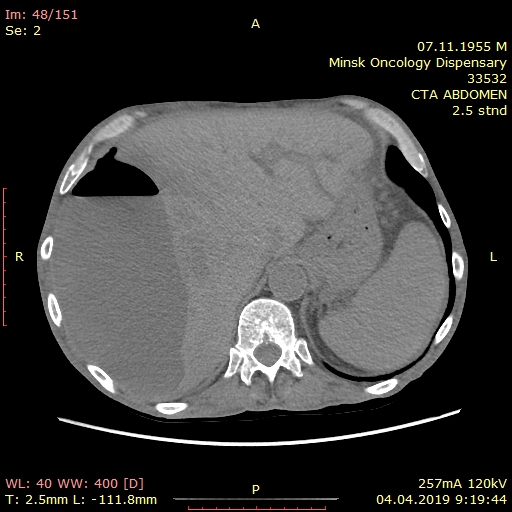 Im: 48/151
Se: 2
A
07.11.1955 M
Minsk Oncology Dispensary
33532
CTA ABDOMEN
2.5 stnd
R
L
WL: 40 WW: 400 [D]
T: 2.5mm L: -111.8mm
P
257mA 120kV
04.04.2019 9:19:44